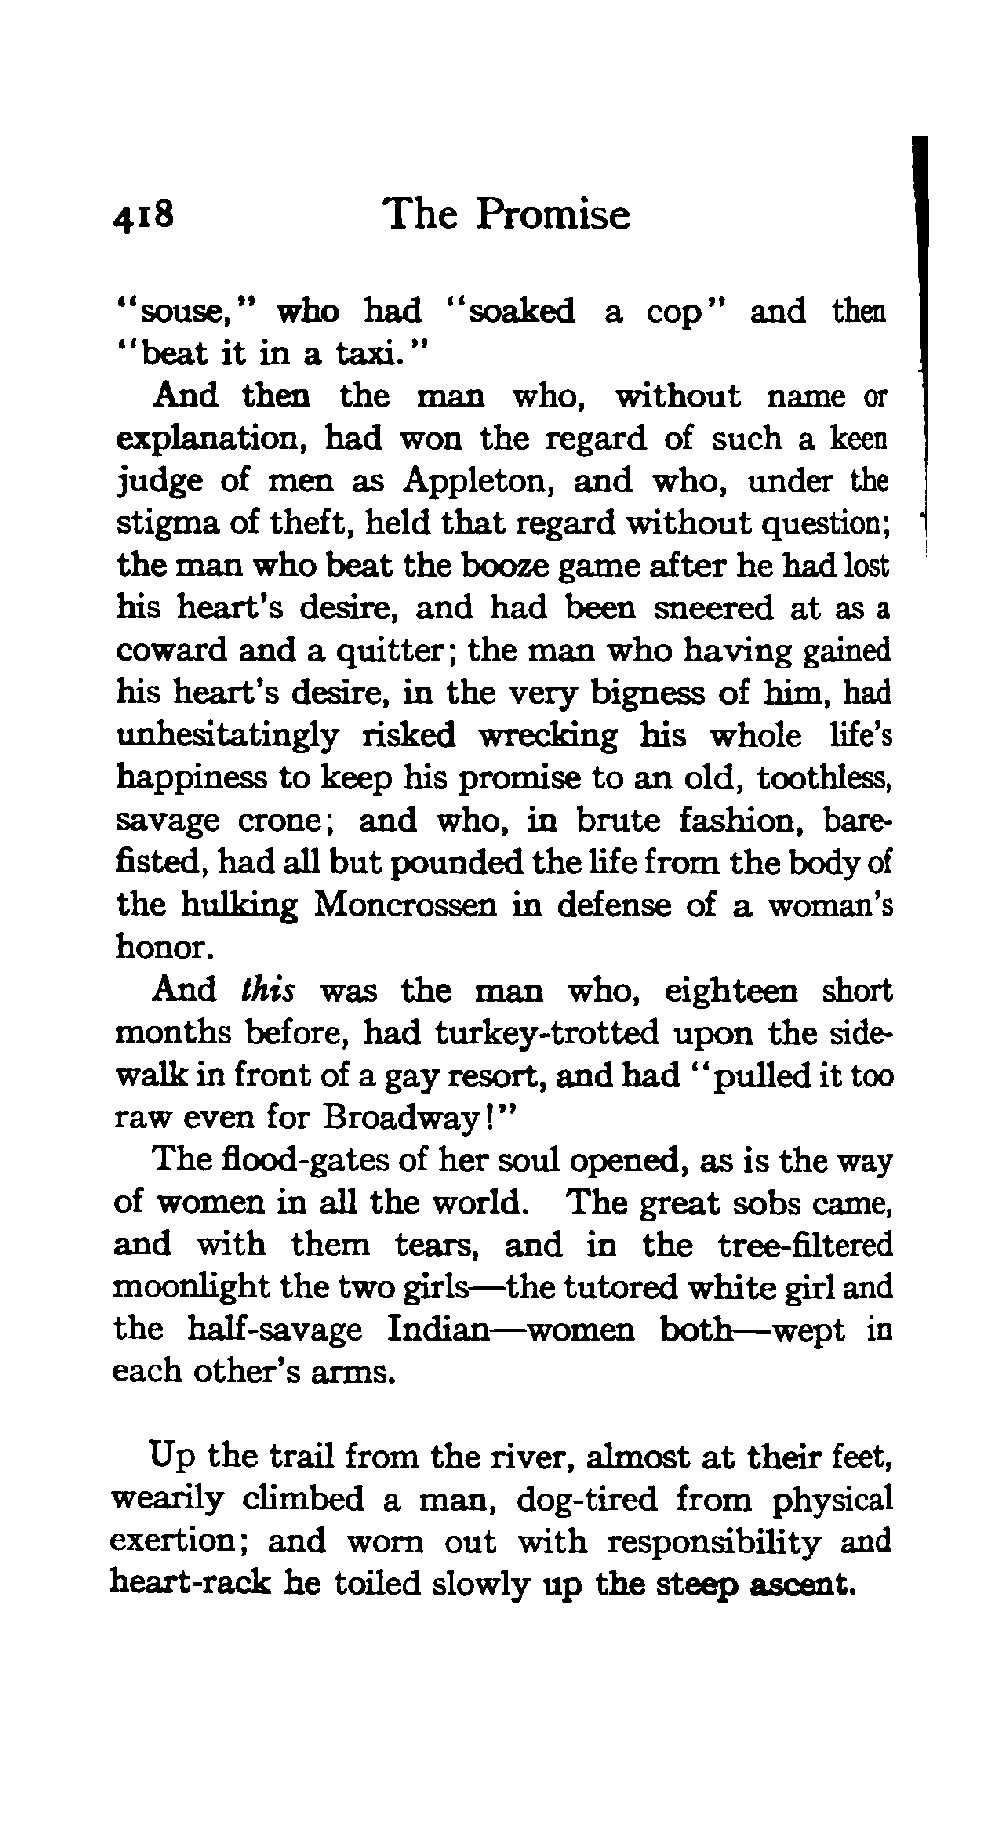 418 The Promise
“souse,” who had “soaked a cop” and then
“beat it in a taxi.”
And then the man who, without name or
explanation, had won the regard of such a keen
judge of men as Appleton, and who, under the
stigma of theft, held that regard without question;
the man who beat the booze game after he had lost
his heart's desire, and had been sneered at as a
coward and a quitter; the man who having gained
his heart's desire, in the very bigness of him, had
unhesitatingly risked wrecking his whole life's
happiness to keep his promise to an old, toothless,
savage crone; and who, in brute fashion, bare-
fisted, had all but pounded the life from the body of
the hulking Moncrossen in defense of a woman's
honor.
And this was the man who, eighteen short
months before, had turkey-trotted upon the side-
walk in front of a gay resort, and had “pulled it too
raw even for Broadway!”
The flood-gates of her soul opened, as is the way
of women in all the world. The great sobs came,
and with them tears, and in the tree-filtered
moonlight the two girls—the tutored white girl and
the half-savage Indian—women both—wept in
each other's arms.
Up the trail from the river, almost at their feet,
wearily climbed a man, dog-tired from physical
exertion; and worn out with responsibility and
heart-rack he toiled slowly up the steep ascent.